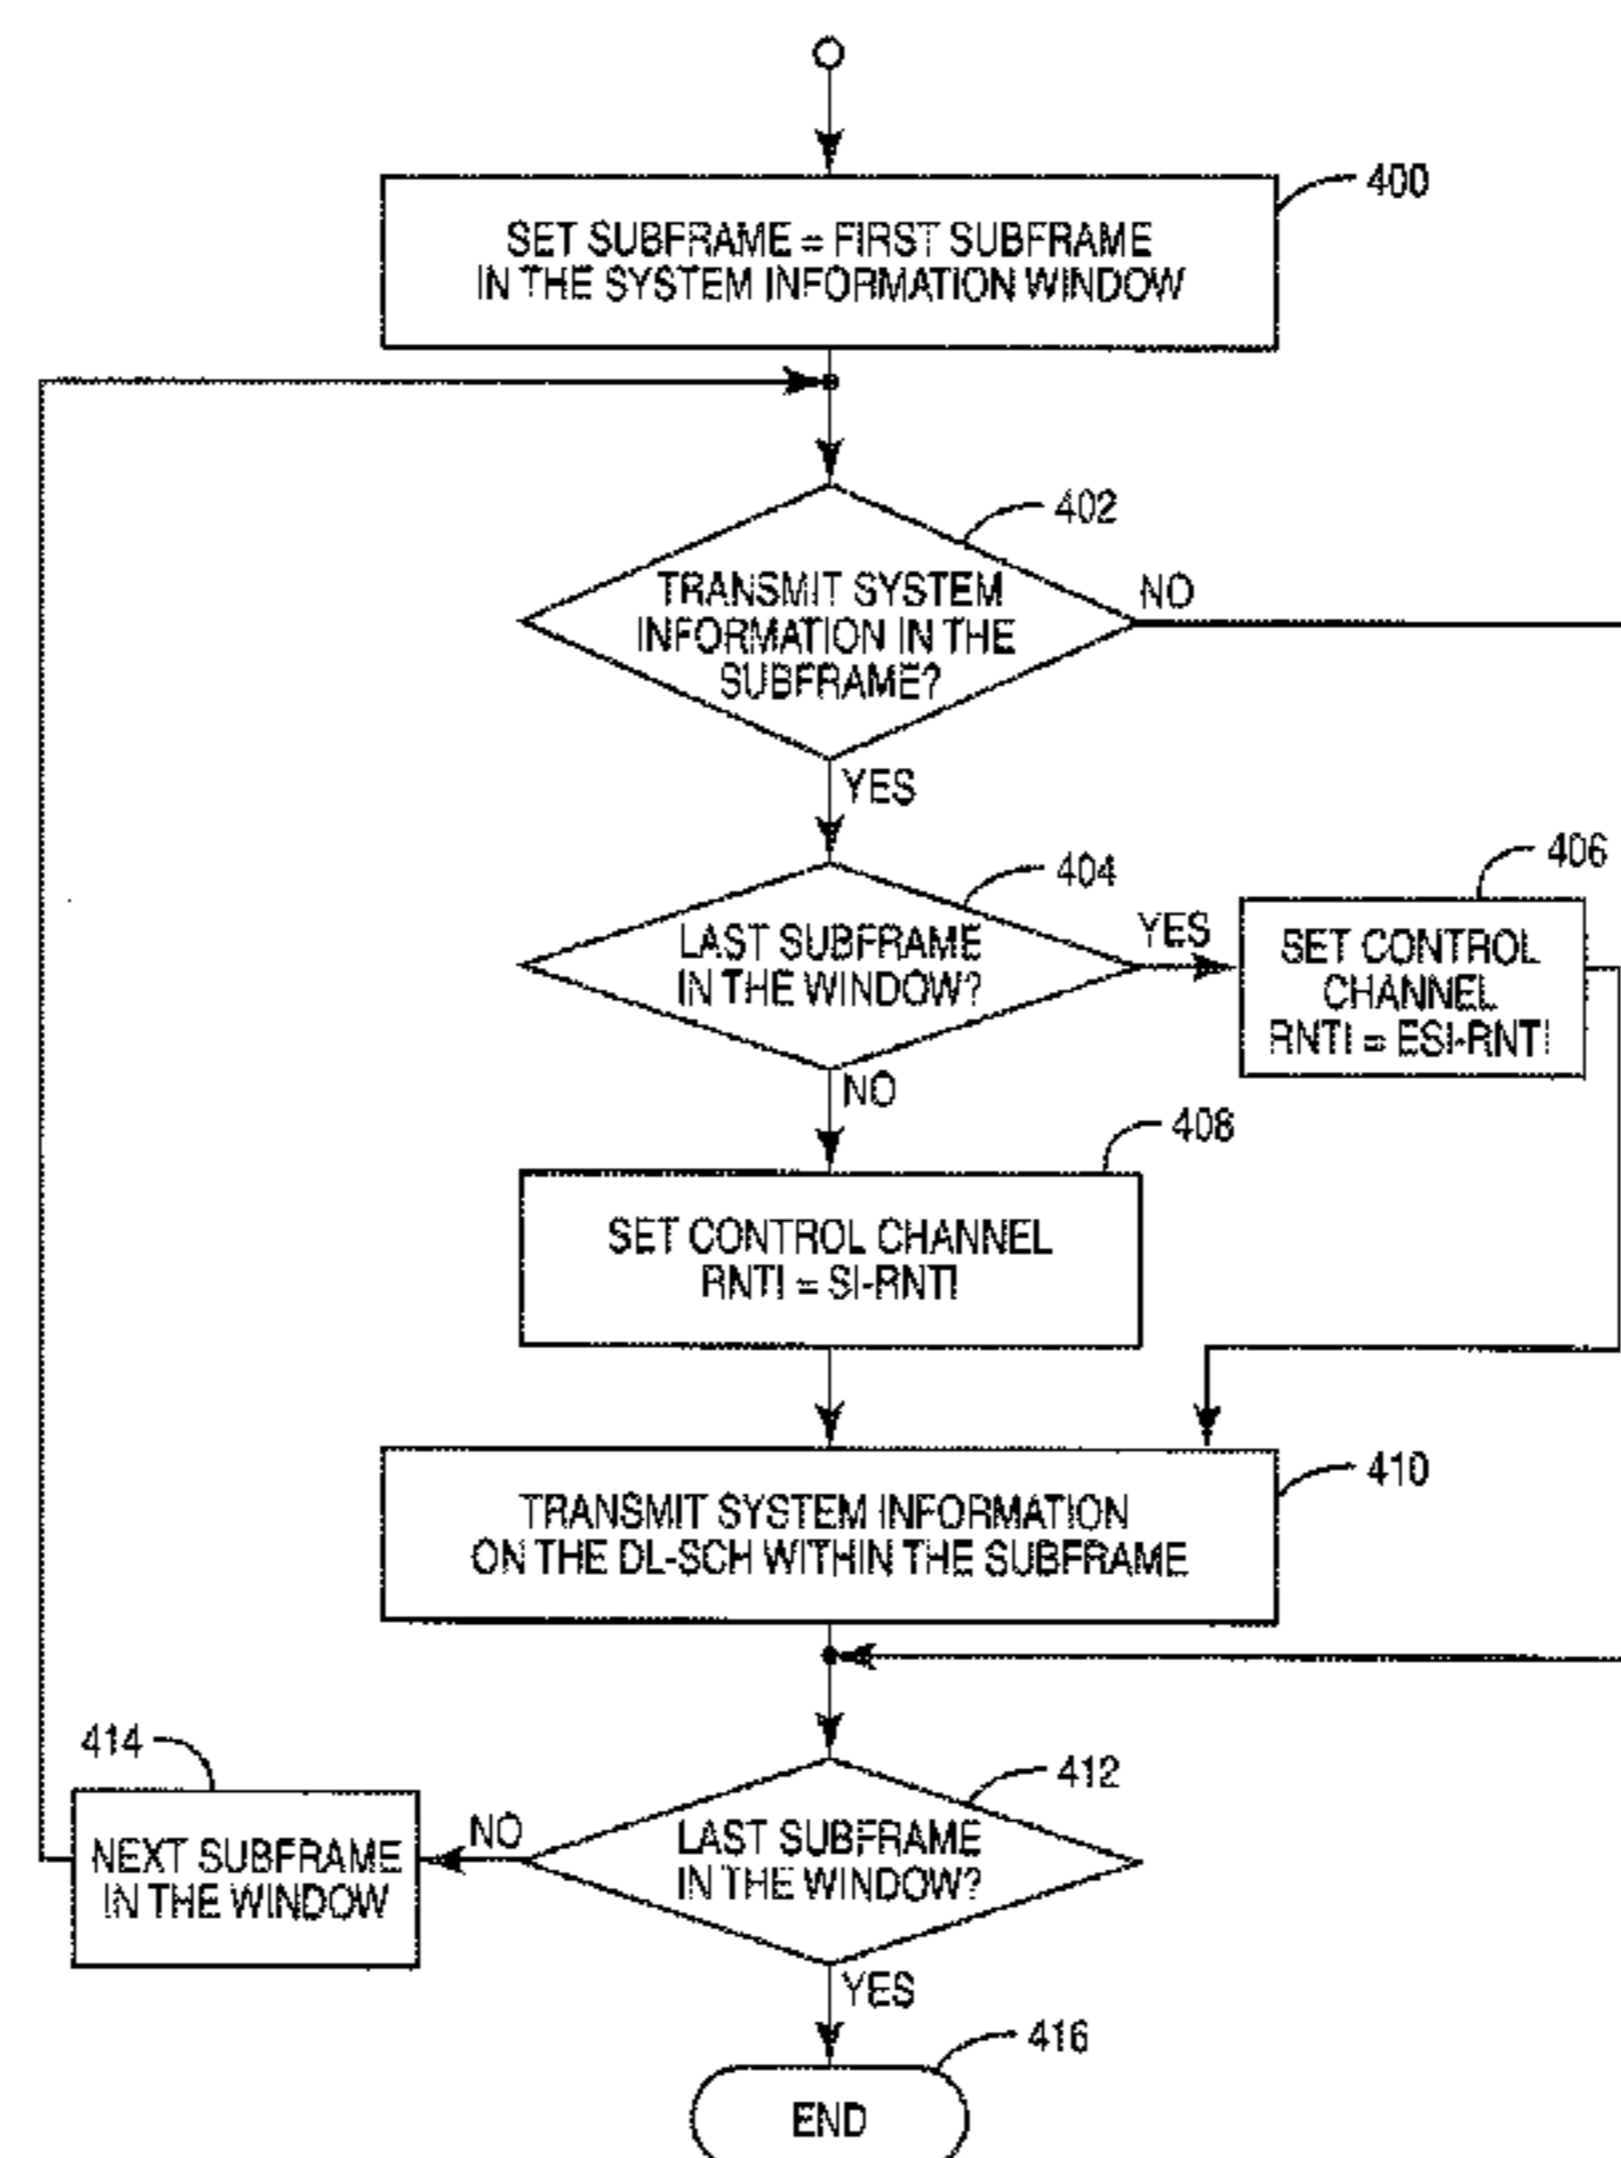 400
SET SUBFRAME = FIRST SUBFRAME
IN THE SYSTEM INFORMATION WINDOW
402
TRANSMIT SYSTEM
INFORMATION IN THE
SUBFRAME?
NO
YES
404
LAST SUBFRAME
IN THE WINDOW?
YES
406
SET CONTROL
CHANNEL
RNTI = ESI-RNTI
NO
408
SET CONTROL CHANNEL
RNTI = SI-RNTI
410
TRANSMIT SYSTEM INFORMATION
ON THE DL-SCH WITHIN THE SUBFRAME
412
LAST SUBFRAME
IN THE WINDOW?
NO
414
NEXT SUBFRAME
IN THE WINDOW
YES
416
END